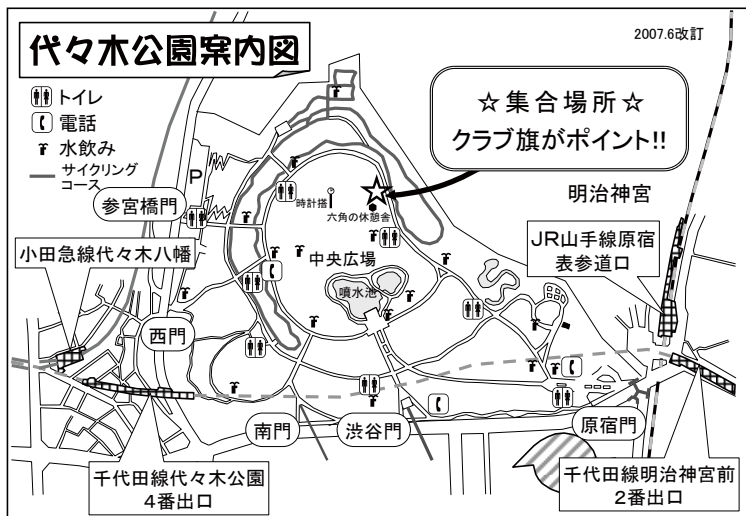 代々木公園案内図
2007.6改訂
トイレ
電話
水飲み
サイクリング
コース
☆集合場所☆
クラブ旗がポイント!!
P
時計搭
六角の休憩舎
明治神宮
参宮橋門
小田急線代々木八幡
中央広場
JR山手線原宿
表参道口
噴水池
西門
南門
渋谷門
原宿門
千代田線代々木公園
4番出口
千代田線明治神宮前
2番出口